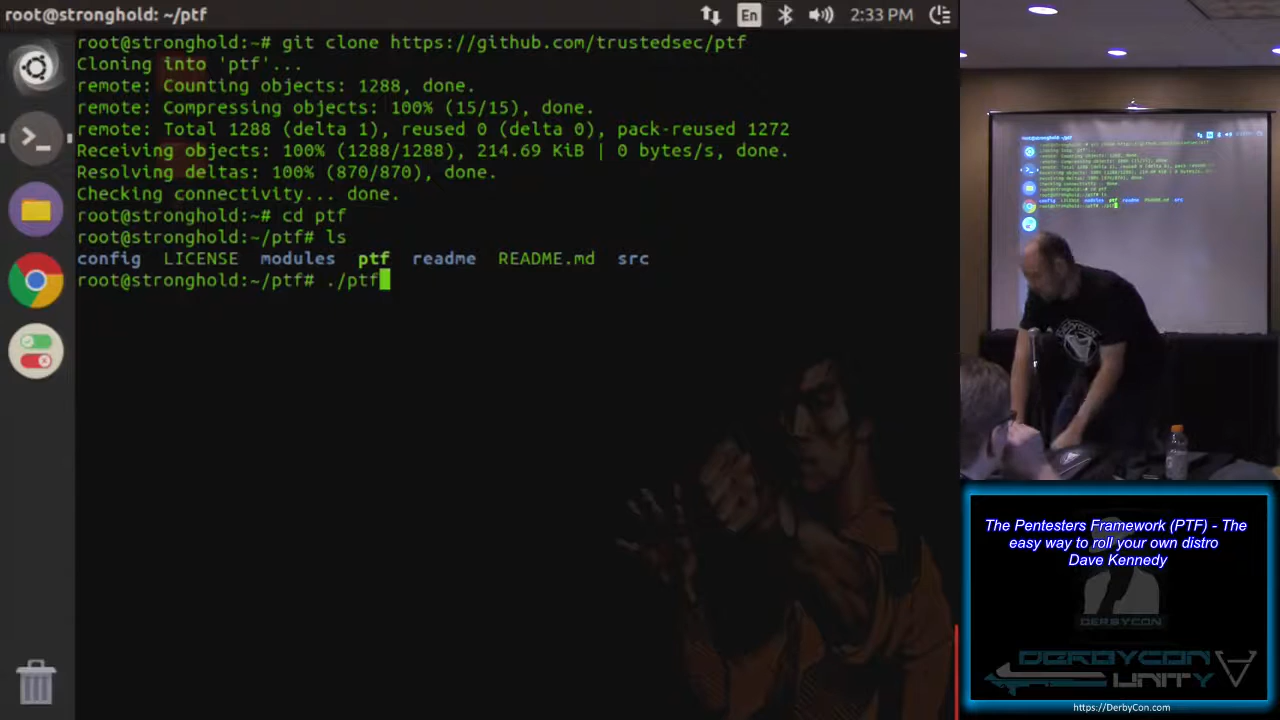 root@stronghold: ~/ptf
En
2:33 PM
root@stronghold:~# git clone https://github.com/trustedsec/ptf
Cloning into 'ptf'...
remote: Counting objects: 1288, done.
remote: Compressing objects: 100% (15/15), done.
remote: Total 1288 (delta 1), reused 0 (delta 0), pack-reused 1272
Receiving objects: 100% (1288/1288), 214.69 KiB | 0 bytes/s, done.
Resolving deltas: 100% (870/870), done.
Checking connectivity... done.
root@stronghold:~# cd ptf
root@stronghold:~/ptf# ls
config LICENSE modules ptf readme README.md src
root@stronghold:~/ptf# ./ptf
The Pentesters Framework (PTF) - The
easy way to roll your own distro
Dave Kennedy
DERBYCON
DERBYCON
UNITY
https://DerbyCon.com